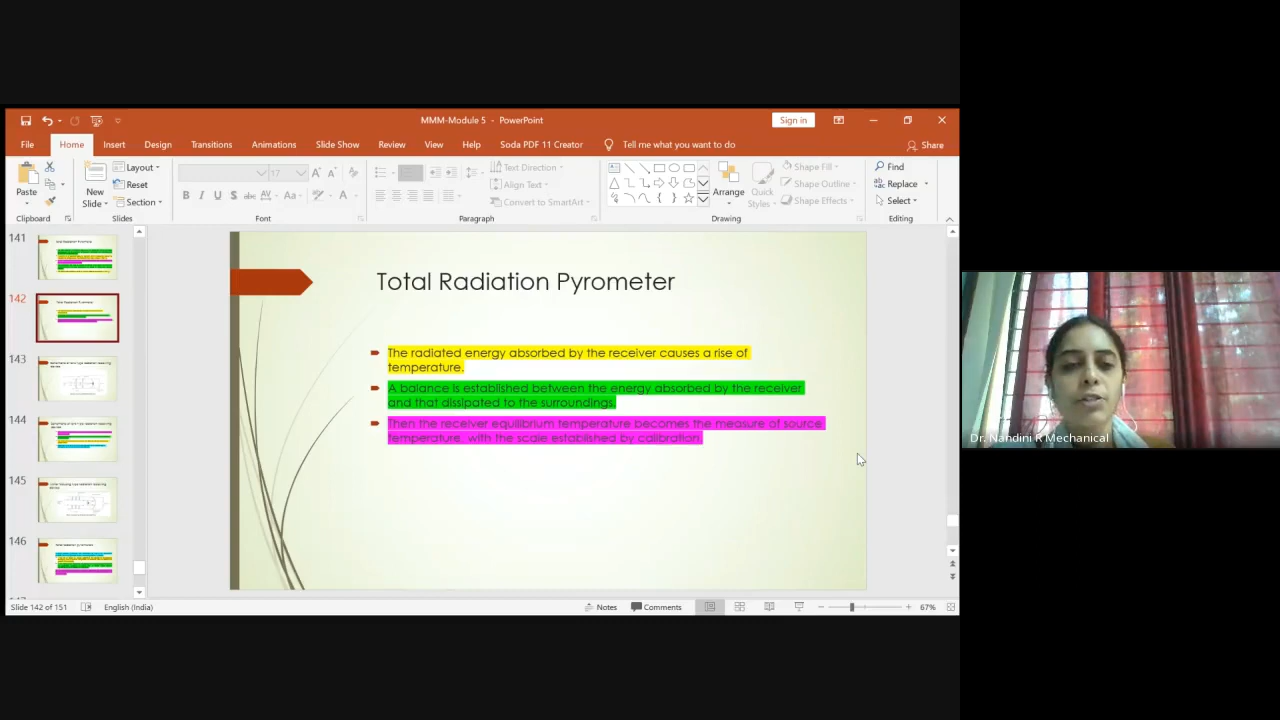 MMM-Module 5 - PowerPoint
Sign in
File Home Insert Design Transitions Animations Slide Show Review View Help Soda PDF 11 Creator Tell me what you want to do Share
Paste
New
Slide
Layout
Reset
Section
17
B I U S abc AV Aa A
Text Direction
Align Text
Convert to SmartArt
Arrange
Quick
Styles
Shape Fill
Shape Outline
Shape Effects
Find
Replace
Select
Clipboard Slides Font Paragraph Drawing Editing
141
142
143
144
145
146
Total Radiation Pyrometer
The radiated energy absorbed by the receiver causes a rise of
temperature.
A balance is established between the energy absorbed by the receiver
and that dissipated to the surroundings.
Then the receiver equilibrium temperature becomes the measure of source
temperature, with the scale established by calibration.
Dr. Nandini R Mechanical
Slide 142 of 151 English (India) Notes Comments 67%